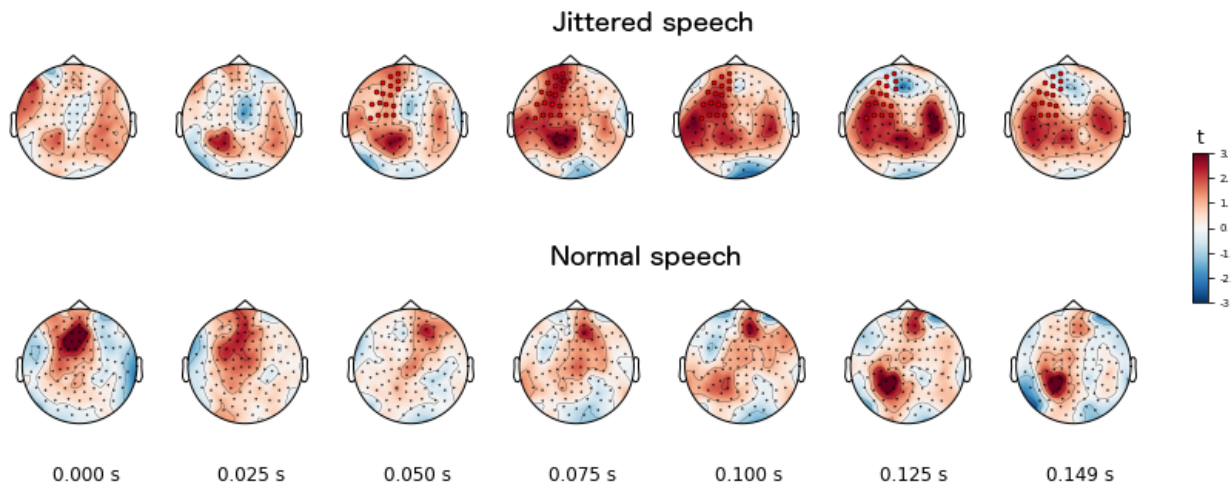 Jittered speech
t
3.
2.
1.
0.
-1.
-2.
-3
Normal speech
0.000 s 0.025 s 0.050 s 0.075 s 0.100 s 0.125 s 0.149 s